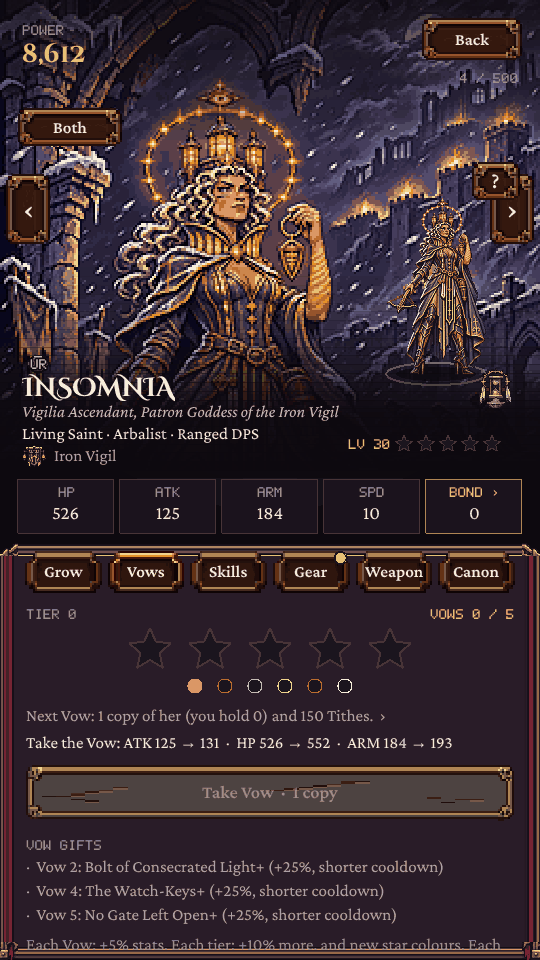 POWER
8,612
Back
4 / 500
Both
‹
?
›
UR
INSOMNIA
Vigilia Ascendant, Patron Goddess of the Iron Vigil
Living Saint · Arbalist · Ranged DPS
LV 30
Iron Vigil
HP ATK ARM SPD BOND ›
526 125 184 10 0
Grow Vows Skills Gear Weapon Canon
TIER 0 VOWS 0 / 5
Next Vow: 1 copy of her (you hold 0) and 150 Tithes. ›
Take the Vow: ATK 125 → 131 · HP 526 → 552 · ARM 184 → 193
Take Vow · 1 copy
VOW GIFTS
· Vow 2: Bolt of Consecrated Light+ (+25%, shorter cooldown)
· Vow 4: The Watch-Keys+ (+25%, shorter cooldown)
· Vow 5: No Gate Left Open+ (+25%, shorter cooldown)
Each Vow: +5% stats. Each tier: +10% more, and new star colours. Each